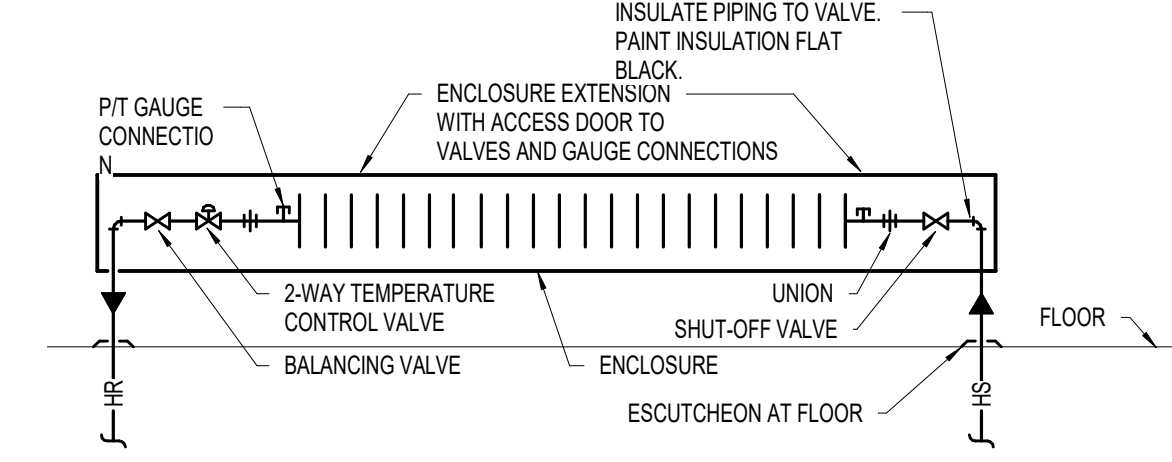 INSULATE PIPING TO VALVE.
PAINT INSULATION FLAT
BLACK.
P/T GAUGE
CONNECTIO
N
ENCLOSURE EXTENSION
WITH ACCESS DOOR TO
VALVES AND GAUGE CONNECTIONS
2-WAY TEMPERATURE
CONTROL VALVE
BALANCING VALVE
UNION
SHUT-OFF VALVE
ENCLOSURE
FLOOR
ESCUTCHEON AT FLOOR
HR
HS